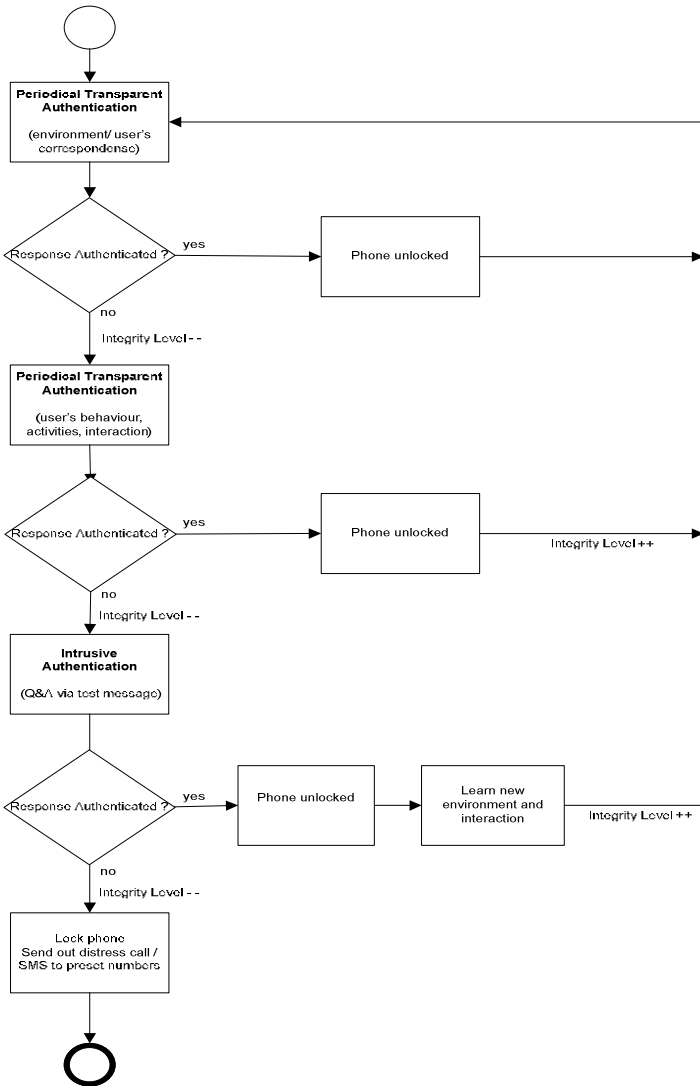 Periodical Transparent
Authentication
(environment/ user's
correspondense)
Response Authenticated ?
yes
Phone unlocked
no
Integrity Level - -
Periodical Transparent
Authentication
(user's behaviour,
activities, interaction)
Response Authenticated ?
yes
Phone unlocked
Integrity Level ++
no
Integrity Level - -
Intrusive
Authentication
(Q&A via test message)
Response Authenticated ?
yes
Phone unlocked
Learn new
environment and
interaction
Integrity Level ++
no
Integrity Level - -
Lock phone
Send out distress call /
SMS to preset numbers